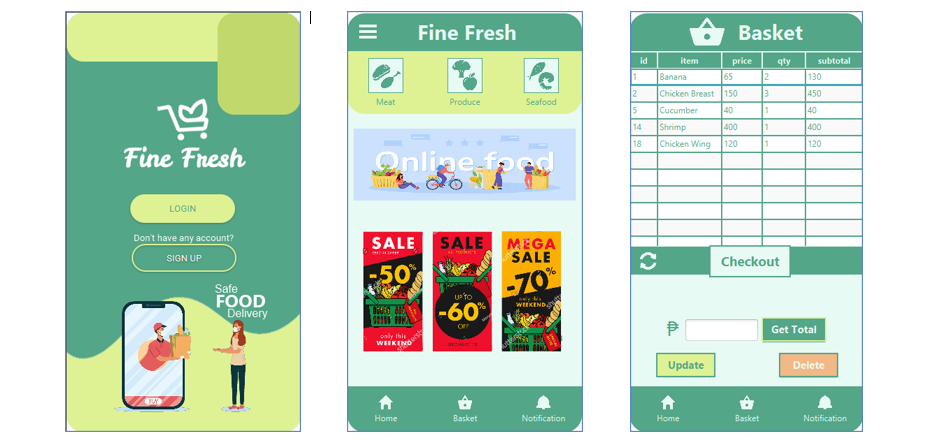 Fine Fresh
LOGIN
Don't have any account?
SIGN UP
Safe
FOOD
Delivery
BUY
Fine Fresh
Meat Produce Seafood
Online food
SALE
-50%
only this
WEEKEND
SALE
UP TO
-60%
OFF
MEGA
SALE
-70%
only this
WEEKEND
Home Basket Notification
Basket
id item price qty subtotal
1 Banana 65 2 130
2 Chicken Breast 150 3 450
5 Cucumber 40 1 40
14 Shrimp 400 1 400
18 Chicken Wing 120 1 120
Checkout
₱ Get Total
Update Delete
Home Basket Notification